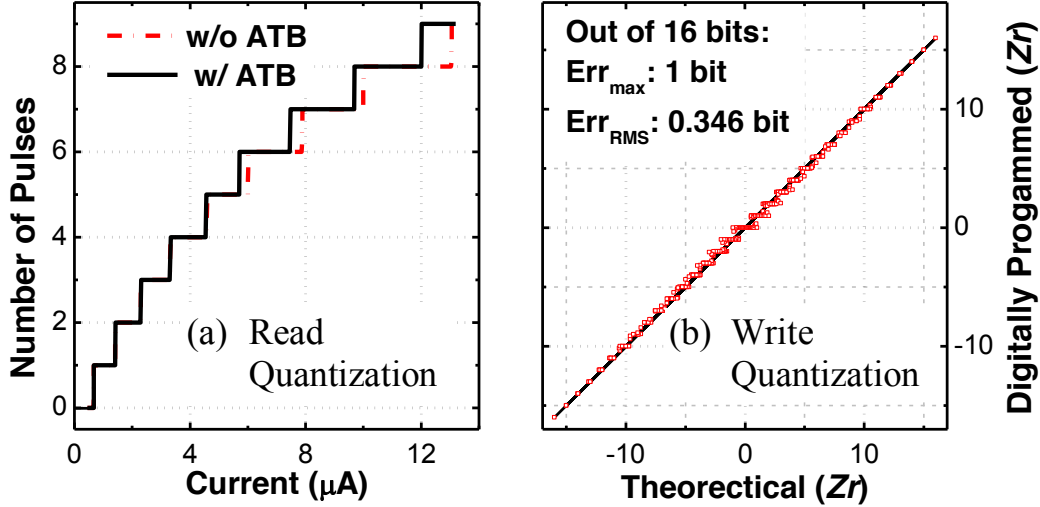 w/o ATB
w/ ATB
Number of Pulses
8
6
4
2
0
(a) Read
Quantization
0
4
8
12
Current (μA)
Out of 16 bits:
Err_max: 1 bit
Err_RMS: 0.346 bit
(b) Write
Quantization
10
0
-10
Digitally Progammed (Zr)
-10
0
10
Theorectical (Zr)